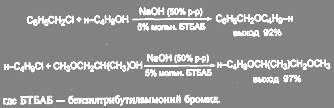 C₆H₅CH₂Cl + н–C₄H₉OH NaOH (50% р-р) 5% мольн. БТБАБ C₆H₅CH₂OC₄H₉–н
выход 92%
н–C₄H₉Cl + CH₃OCH₂CH(CH₃)OH NaOH (50% р-р) 5% мольн. БТБАБ н–C₄H₉OCH(CH₃)CH₂OCH₃
выход 97%
где БТБАБ — бензилтрибутиламмоний бромид.